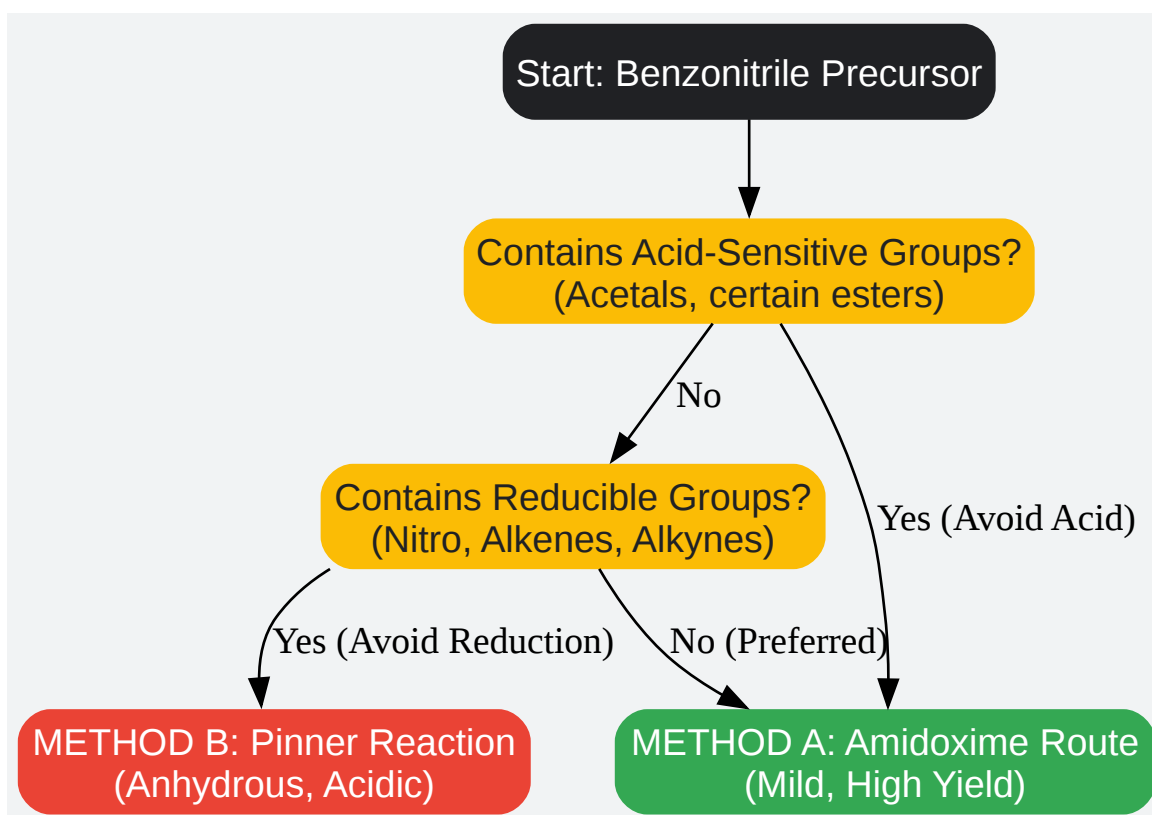 Start: Benzonitrile Precursor
Contains Acid-Sensitive Groups?
(Acetals, certain esters)
No
Contains Reducible Groups?
(Nitro, Alkenes, Alkynes)
Yes (Avoid Acid)
Yes (Avoid Reduction)
No (Preferred)
METHOD B: Pinner Reaction
(Anhydrous, Acidic)
METHOD A: Amidoxime Route
(Mild, High Yield)